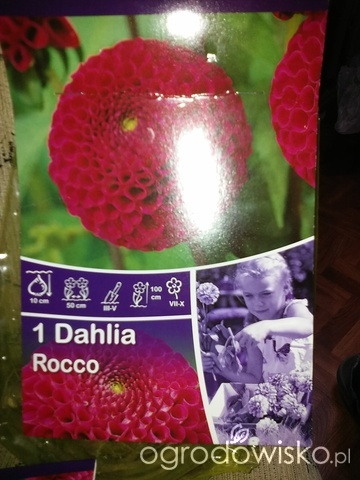 10 cm
50 cm
III-V
100 cm
VII-X
1 Dahlia
Rocco
ogrodowisko.pl